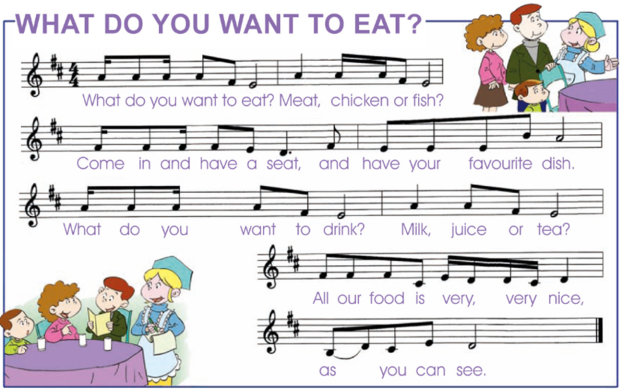 WHAT DO YOU WANT TO EAT?
4
4
What do you want to eat? Meat, chicken or fish?
Come in and have a seat, and have your favourite dish.
What do you want to drink? Milk, juice or tea?
All our food is very, very nice,
as you can see.